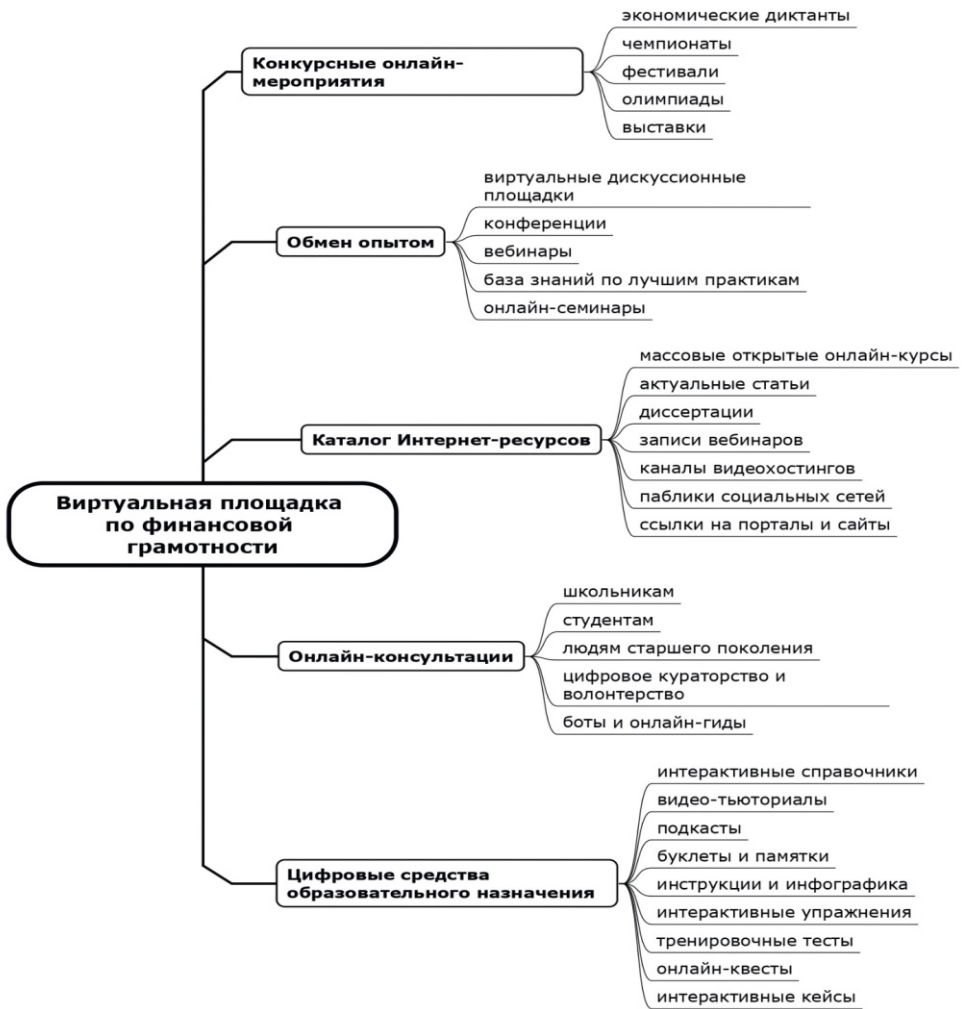 Конкурсные онлайн-
мероприятия
экономические диктанты
чемпионаты
фестивали
олимпиады
выставки
Обмен опытом
виртуальные дискуссионные
площадки
конференции
вебинары
база знаний по лучшим практикам
онлайн-семинары
Каталог Интернет-ресурсов
массовые открытые онлайн-курсы
актуальные статьи
диссертации
записи вебинаров
каналы видеохостингов
паблики социальных сетей
ссылки на порталы и сайты
Виртуальная площадка
по финансовой
грамотности
Онлайн-консультации
школьникам
студентам
людям старшего поколения
цифровое кураторство и
волонтерство
боты и онлайн-гиды
Цифровые средства
образовательного назначения
интерактивные справочники
видео-тьюториалы
подкасты
буклеты и памятки
инструкции и инфографика
интерактивные упражнения
тренировочные тесты
онлайн-квесты
интерактивные кейсы